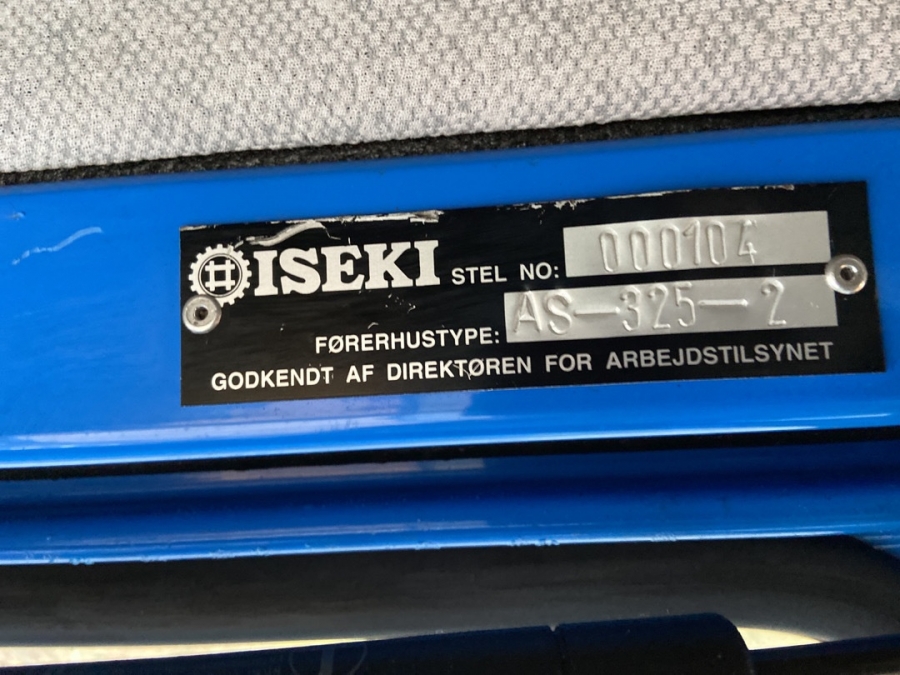 ISEKI STEL NO: 000104
FØRERHUSTYPE: AS-325-2
GODKENDT AF DIREKTØREN FOR ARBEJDSTILSYNET